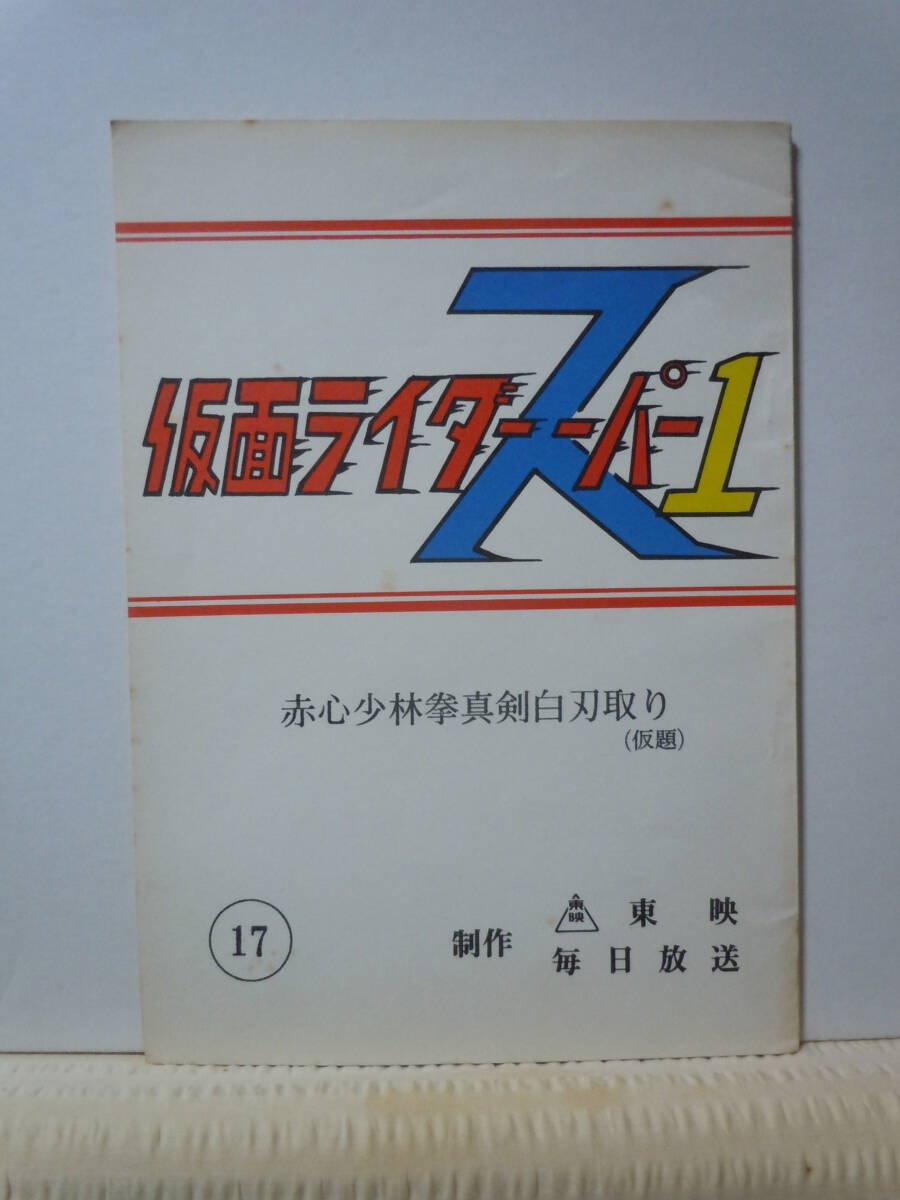 仮面ライダースーパー1
赤心少林拳真剣白刃取り
(仮題)
17
制作
東映 東映
毎日放送